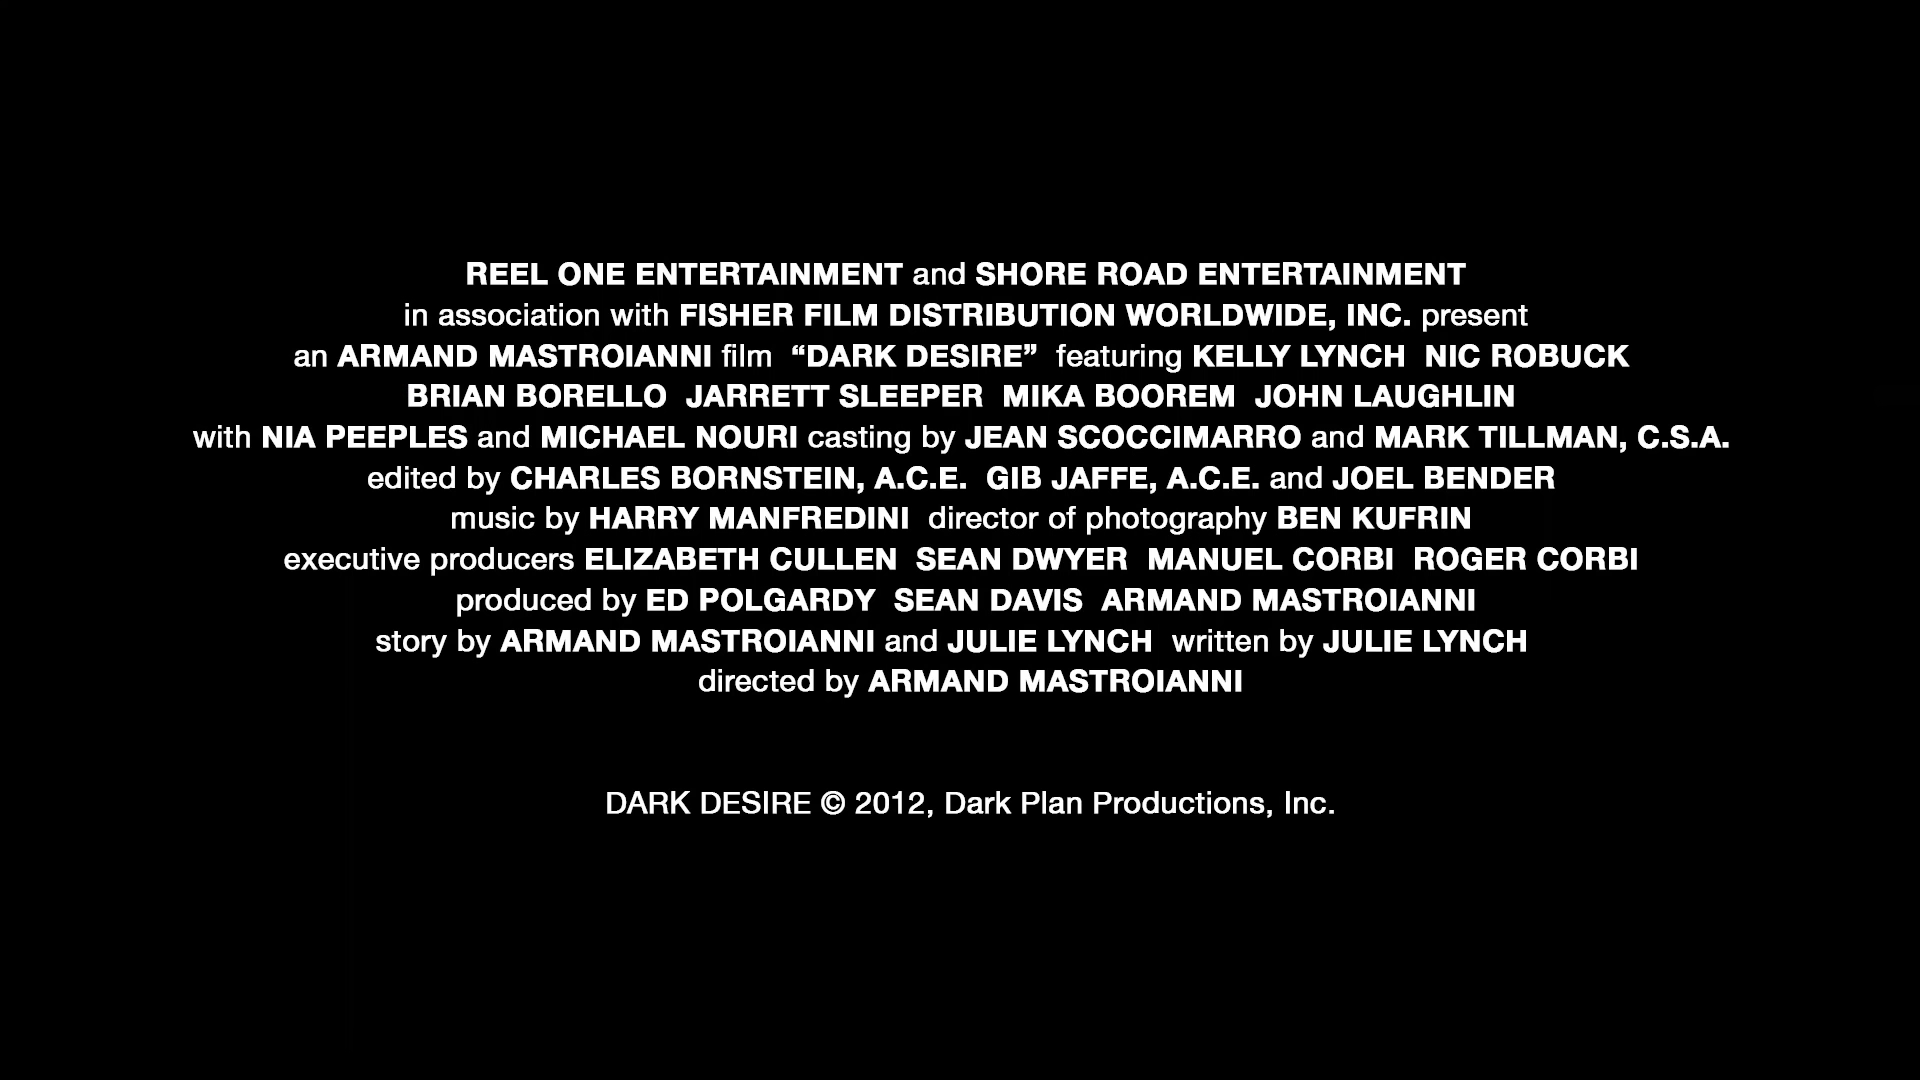 REEL ONE ENTERTAINMENT and SHORE ROAD ENTERTAINMENT
in association with FISHER FILM DISTRIBUTION WORLDWIDE, INC. present
an ARMAND MASTROIANNI film “DARK DESIRE” featuring KELLY LYNCH NIC ROBUCK
BRIAN BORELLO JARRETT SLEEPER MIKA BOOREM JOHN LAUGHLIN
with NIA PEEPLES and MICHAEL NOURI casting by JEAN SCOCCIMARRO and MARK TILLMAN, C.S.A.
edited by CHARLES BORNSTEIN, A.C.E. GIB JAFFE, A.C.E. and JOEL BENDER
music by HARRY MANFREDINI director of photography BEN KUFRIN
executive producers ELIZABETH CULLEN SEAN DWYER MANUEL CORBI ROGER CORBI
produced by ED POLGARDY SEAN DAVIS ARMAND MASTROIANNI
story by ARMAND MASTROIANNI and JULIE LYNCH written by JULIE LYNCH
directed by ARMAND MASTROIANNI
DARK DESIRE © 2012, Dark Plan Productions, Inc.